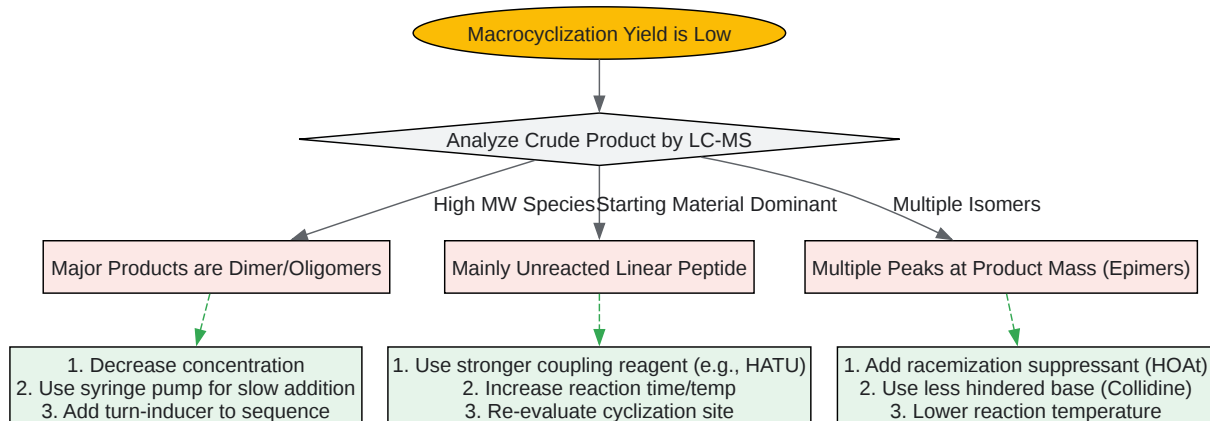 Macrocyclization Yield is Low
Analyze Crude Product by LC-MS
High MW Species
Starting Material Dominant
Multiple Isomers
Major Products are Dimer/Oligomers
Mainly Unreacted Linear Peptide
Multiple Peaks at Product Mass (Epimers)
1. Decrease concentration
2. Use syringe pump for slow addition
3. Add turn-inducer to sequence
1. Use stronger coupling reagent (e.g., HATU)
2. Increase reaction time/temp
3. Re-evaluate cyclization site
1. Add racemization suppressant (HOAt)
2. Use less hindered base (Collidine)
3. Lower reaction temperature